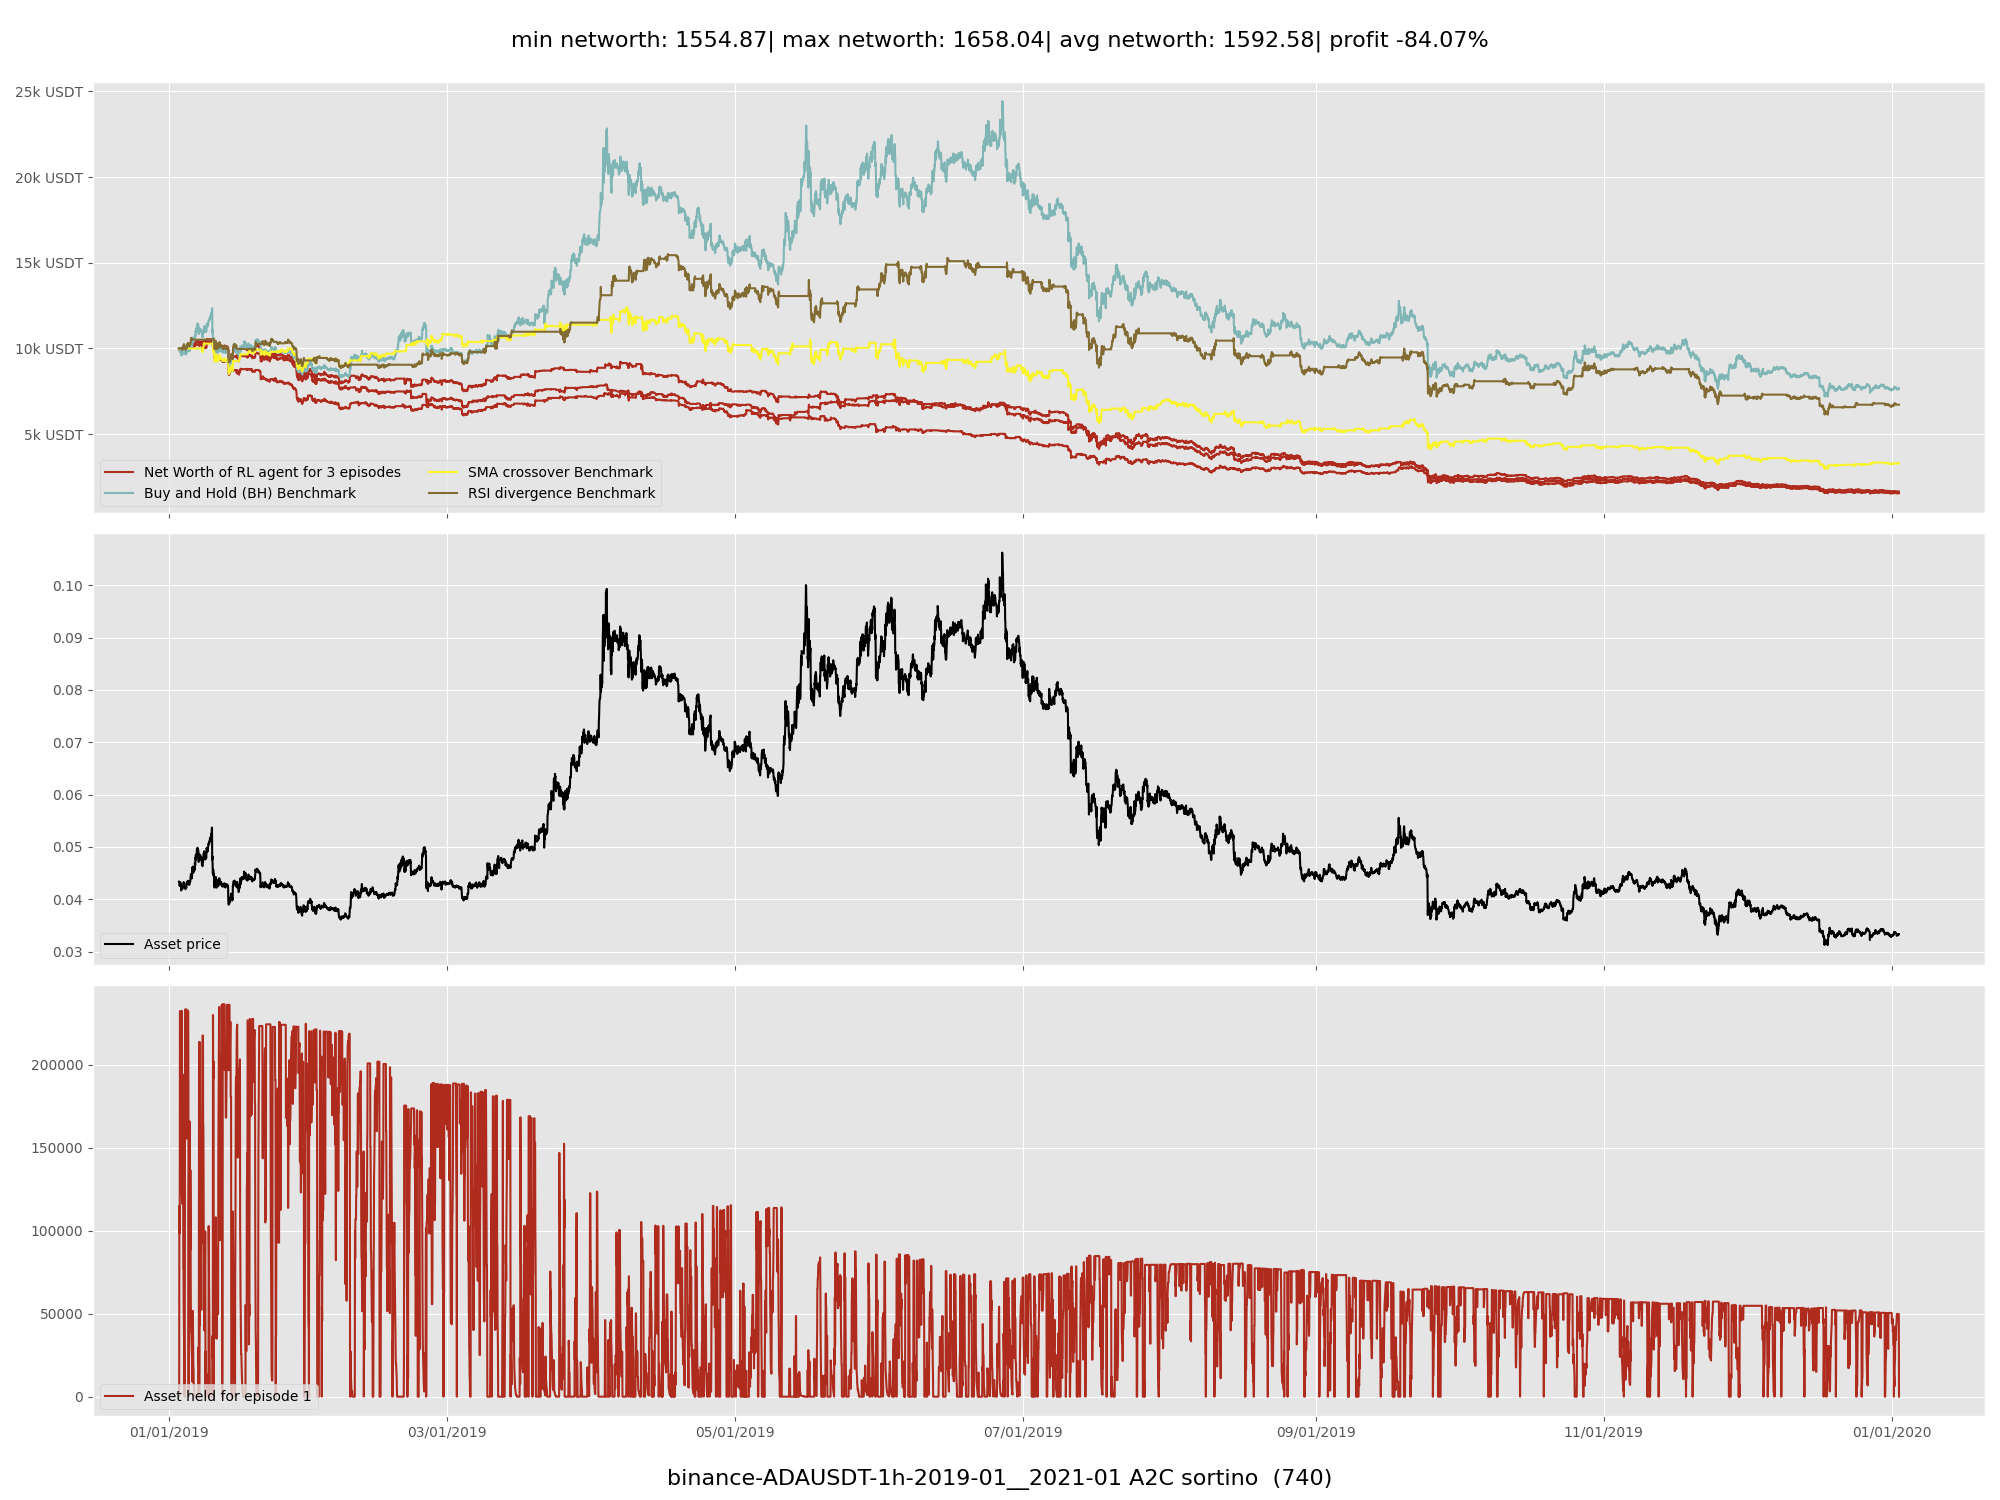 min networth: 1554.87| max networth: 1658.04| avg networth: 1592.58| profit -84.07%
25k USDT
20k USDT
15k USDT
10k USDT
5k USDT
Net Worth of RL agent for 3 episodes
Buy and Hold (BH) Benchmark
SMA crossover Benchmark
RSI divergence Benchmark
0.10
0.09
0.08
0.07
0.06
0.05
0.04
0.03
Asset price
200000
150000
100000
50000
0
Asset held for episode 1
01/01/2019 03/01/2019 05/01/2019 07/01/2019 09/01/2019 11/01/2019 01/01/2020
binance-ADAUSDT-1h-2019-01__2021-01 A2C sortino (740)